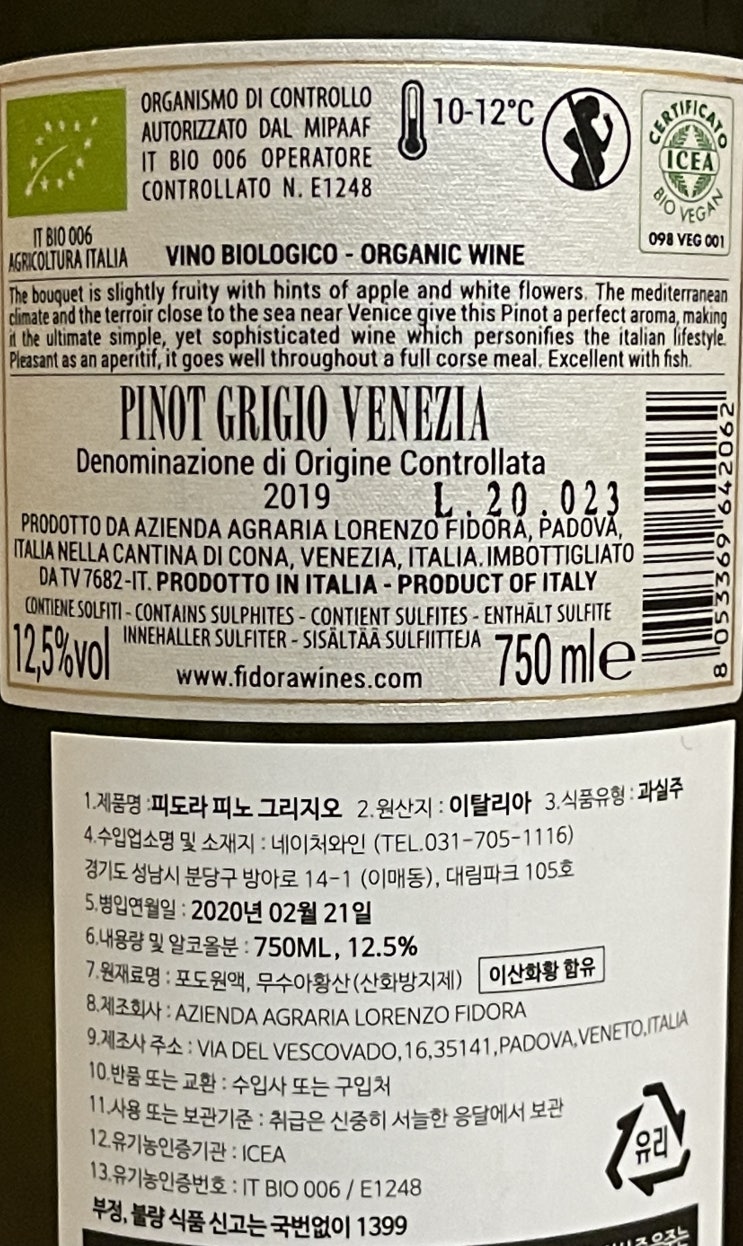 ORGANISMO DI CONTROLLO
AUTORIZZATO DAL MIPAAF
IT BIO 006 OPERATORE
CONTROLLATO N. E1248
10-12°C
CERTIFICATO
ICEA
BIO VEGAN
098 VEG 001
IT BIO 006
AGRICOLTURA ITALIA
VINO BIOLOGICO - ORGANIC WINE
The bouquet is slightly fruity with hints of apple and white flowers. The mediterranean
climate and the terroir close to the sea near Venice give this Pinot a perfect aroma, making
it the ultimate simple, yet sophisticated wine which personifies the italian lifestyle.
Pleasant as an aperitif, it goes well throughout a full corse meal. Excellent with fish.
PINOT GRIGIO VENEZIA
Denominazione di Origine Controllata
2019 L.20.023
PRODOTTO DA AZIENDA AGRARIA LORENZO FIDORA, PADOVA,
ITALIA NELLA CANTINA DI CONA, VENEZIA, ITALIA. IMBOTTIGLIATO
DA TV 7682-IT. PRODOTTO IN ITALIA - PRODUCT OF ITALY
CONTIENE SOLFITI - CONTAINS SULPHITES - CONTIENT SULFITES - ENTHÄLT SULFITE
INNEHALLER SULFITER - SISÄLTÄÄ SULFIITTEJA
12,5%vol
750 ml e
www.fidorawines.com
8 053369 642062
1.제품명 :피도라 피노 그리지오 2.원산지 : 이탈리아 3.식품유형 : 과실주
4.수입업소명 및 소재지 : 네이처와인 (TEL.031-705-1116)
경기도 성남시 분당구 방아로 14-1 (이매동), 대림파크 105호
5.병입연월일 : 2020년 02월 21일
6.내용량 및 알코올분 : 750ML, 12.5%
7.원재료명 : 포도원액, 무수아황산(산화방지제) 이산화황 함유
8.제조회사 : AZIENDA AGRARIA LORENZO FIDORA
9.제조사 주소 : VIA DEL VESCOVADO,16,35141,PADOVA,VENETO,ITALIA
10.반품 또는 교환 : 수입사 또는 구입처
11.사용 또는 보관기준 : 취급은 신중히 서늘한 응달에서 보관
12.유기농인증기관 : ICEA
13.유기농인증번호 : IT BIO 006 / E1248
부정, 불량 식품 신고는 국번없이 1399
유리